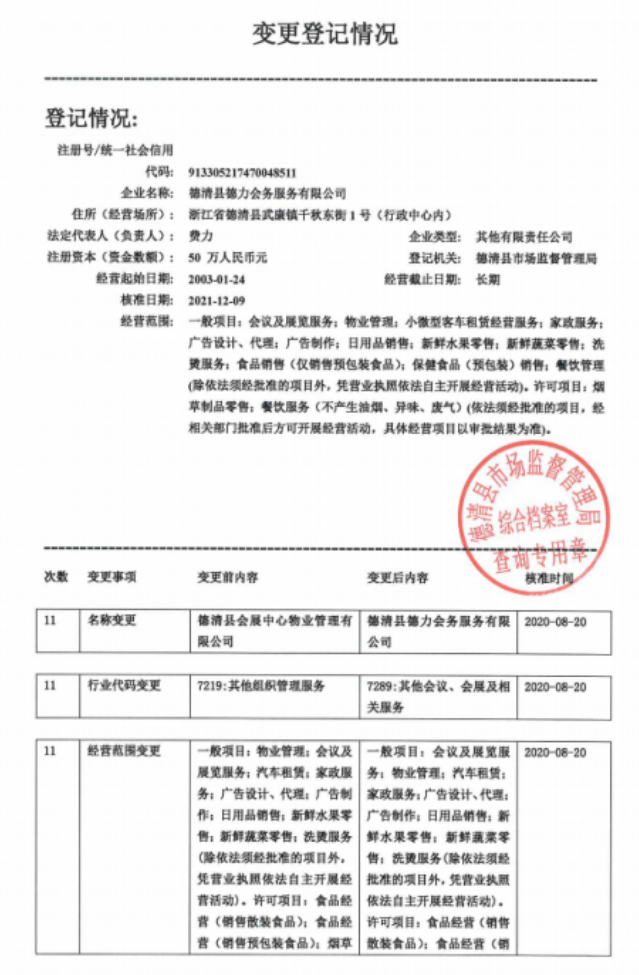 变更登记情况
登记情况:
注册号/统一社会信用
代码: 913305217470048511
企业名称: 德清县德力会务服务有限公司
住所（经营场所）: 浙江省德清县武康镇千秋东街1号（行政中心内）
法定代表人（负责人）: 费力 企业类型: 其他有限责任公司
注册资本（资金数额）: 50 万人民币元 登记机关: 德清县市场监督管理局
经营起始日期: 2003-01-24 经营截止日期: 长期
核准日期: 2021-12-09
经营范围: 一般项目：会议及展览服务；物业管理；小微型客车租赁经营服务；家政服务；
广告设计、代理；广告制作；日用品销售；新鲜水果零售；新鲜蔬菜零售；洗
烫服务；食品销售（仅销售预包装食品）；保健食品（预包装）销售；餐饮管理
(除依法须经批准的项目外，凭营业执照依法自主开展经营活动)。许可项目：烟
草制品零售；餐饮服务（不产生油烟、异味、废气）(依法须经批准的项目，经
相关部门批准后方可开展经营活动，具体经营项目以审批结果为准)。
德清县市场监督管理局
综合档案室
查询专用章
次数 变更事项 变更前内容 变更后内容 核准时间
11 名称变更 德清县会展中心物业管理有 德清县德力会务服务有限 2020-08-20
限公司 公司
11 行业代码变更 7219:其他组织管理服务 7289:其他会议、会展及相 2020-08-20
关服务
11 经营范围变更 一般项目：物业管理；会议及 一般项目：会议及展览服 2020-08-20
展览服务；汽车租赁；家政服 务；物业管理；汽车租赁；
务；广告设计、代理；广告制 家政服务；广告设计、代理；
作；日用品销售；新鲜水果零 广告制作；日用品销售；新
售；新鲜蔬菜零售；洗烫服务 鲜水果零售；新鲜蔬菜零
(除依法须经批准的项目外， 售；洗烫服务(除依法须经
凭营业执照依法自主开展经 批准的项目外，凭营业执照
营活动)。许可项目：食品经 依法自主开展经营活动)。
营（销售散装食品）；食品经 许可项目：食品经营（销售
营（销售预包装食品）；烟草 散装食品）；食品经营（销